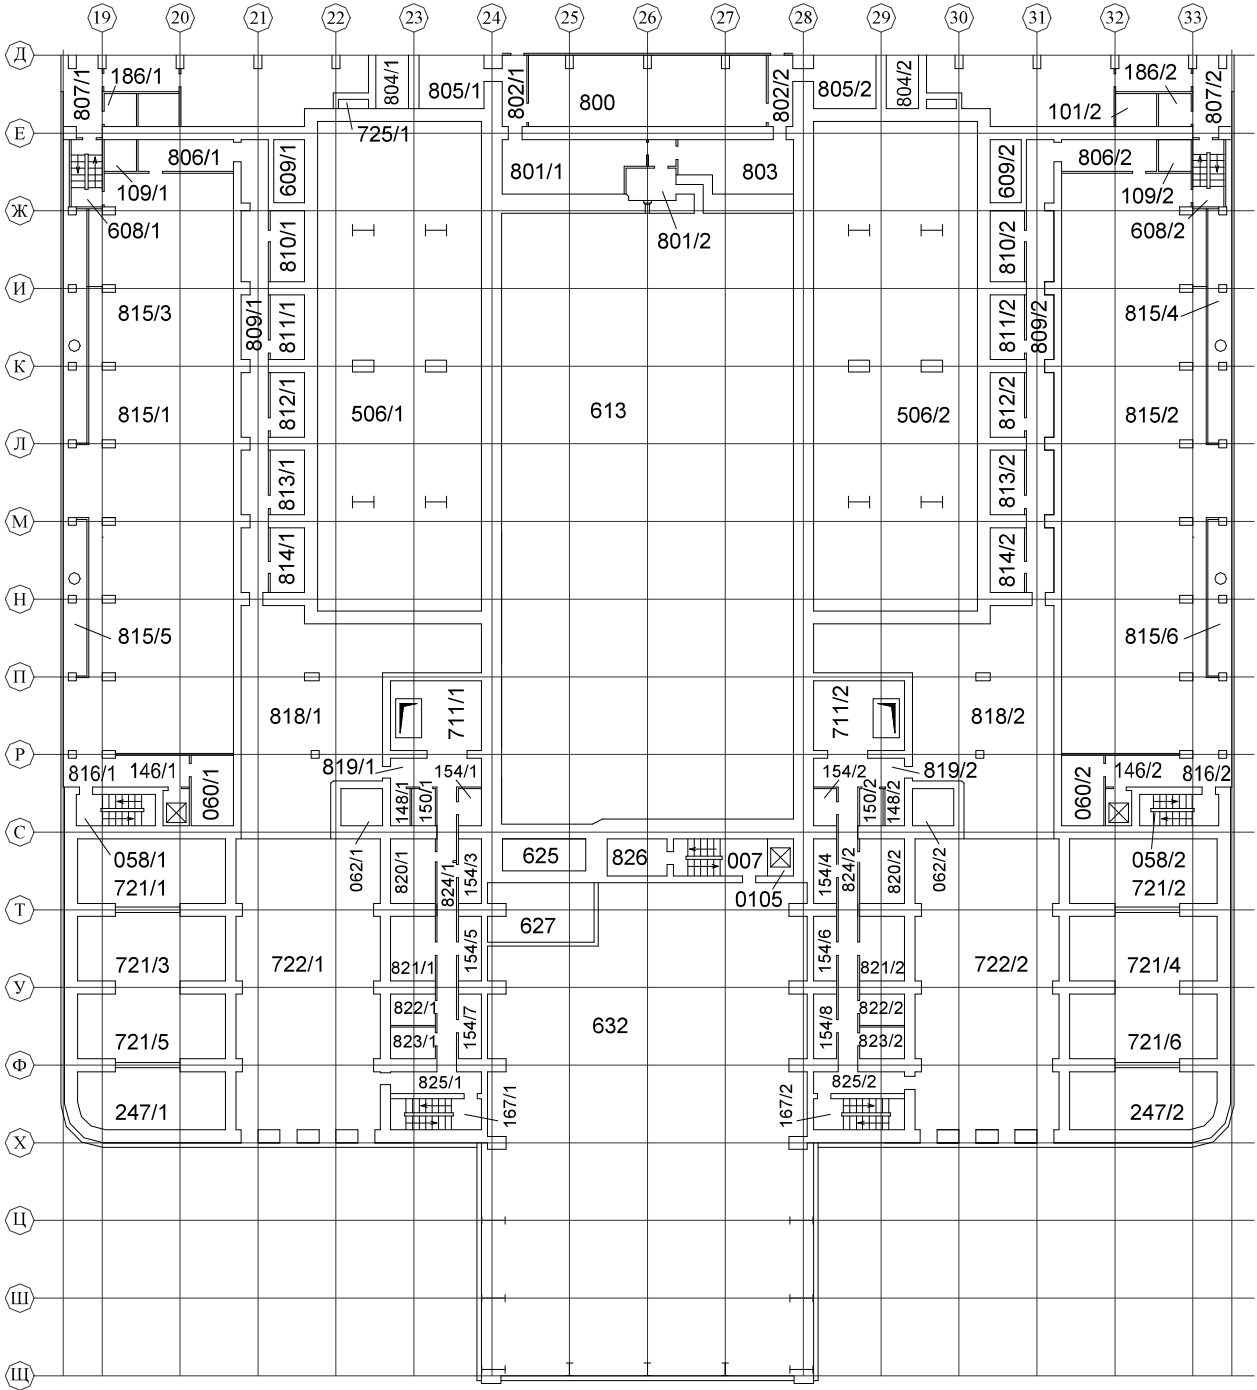 19 20 21 22 23 24 25 26 27 28 29 30 31 32 33
Д
807/1 186/1 804/1 805/1 802/1 800 802/2 805/2 804/2 186/2 807/2
725/1 101/2
Е
806/1 609/1 801/1 803 609/2 806/2
109/1 109/2
Ж
608/1 810/1 801/2 810/2 608/2
И
815/3 809/1 811/1 811/2 809/2 815/4
К
815/1 812/1 506/1 613 506/2 812/2 815/2
Л
813/1 813/2
М
814/1 814/2
Н
815/5 815/6
П
818/1 711/1 711/2 818/2
Р
816/1 146/1 060/1 819/1 154/1 154/2 819/2 060/2 146/2 816/2
148/1 150/1 150/2 148/2
С
058/1 062/1 820/1 824/1 154/3 625 826 007 154/4 824/2 820/2 062/2 058/2
721/1 0105 721/2
Т
627
721/3 722/1 821/1 154/5 154/6 821/2 722/2 721/4
У
822/1 822/2
721/5 823/1 154/7 632 154/8 823/2 721/6
Ф
825/1 825/2
247/1 167/1 167/2 247/2
Х
Ц
Ш
Щ